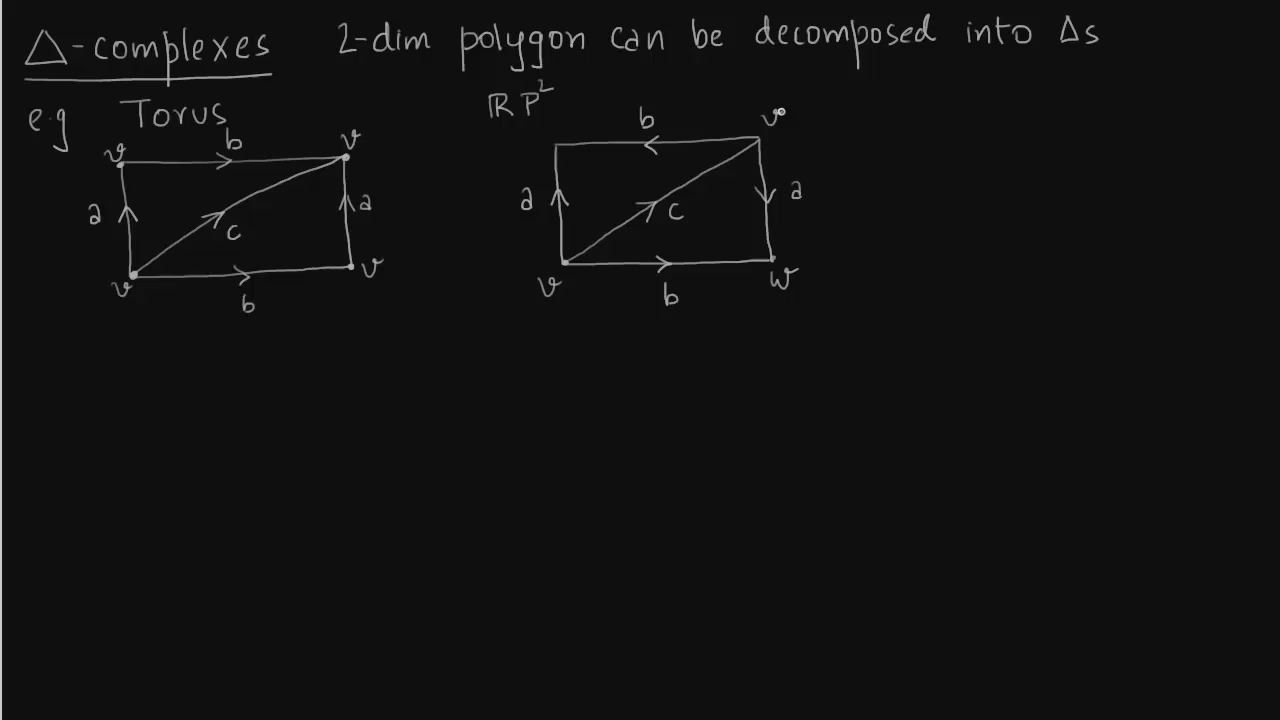 Δ-complexes 2-dim polygon can be decomposed into Δs
e.g Torus ℝP²
b b v
v v
a a a a
c c
v b v v b w